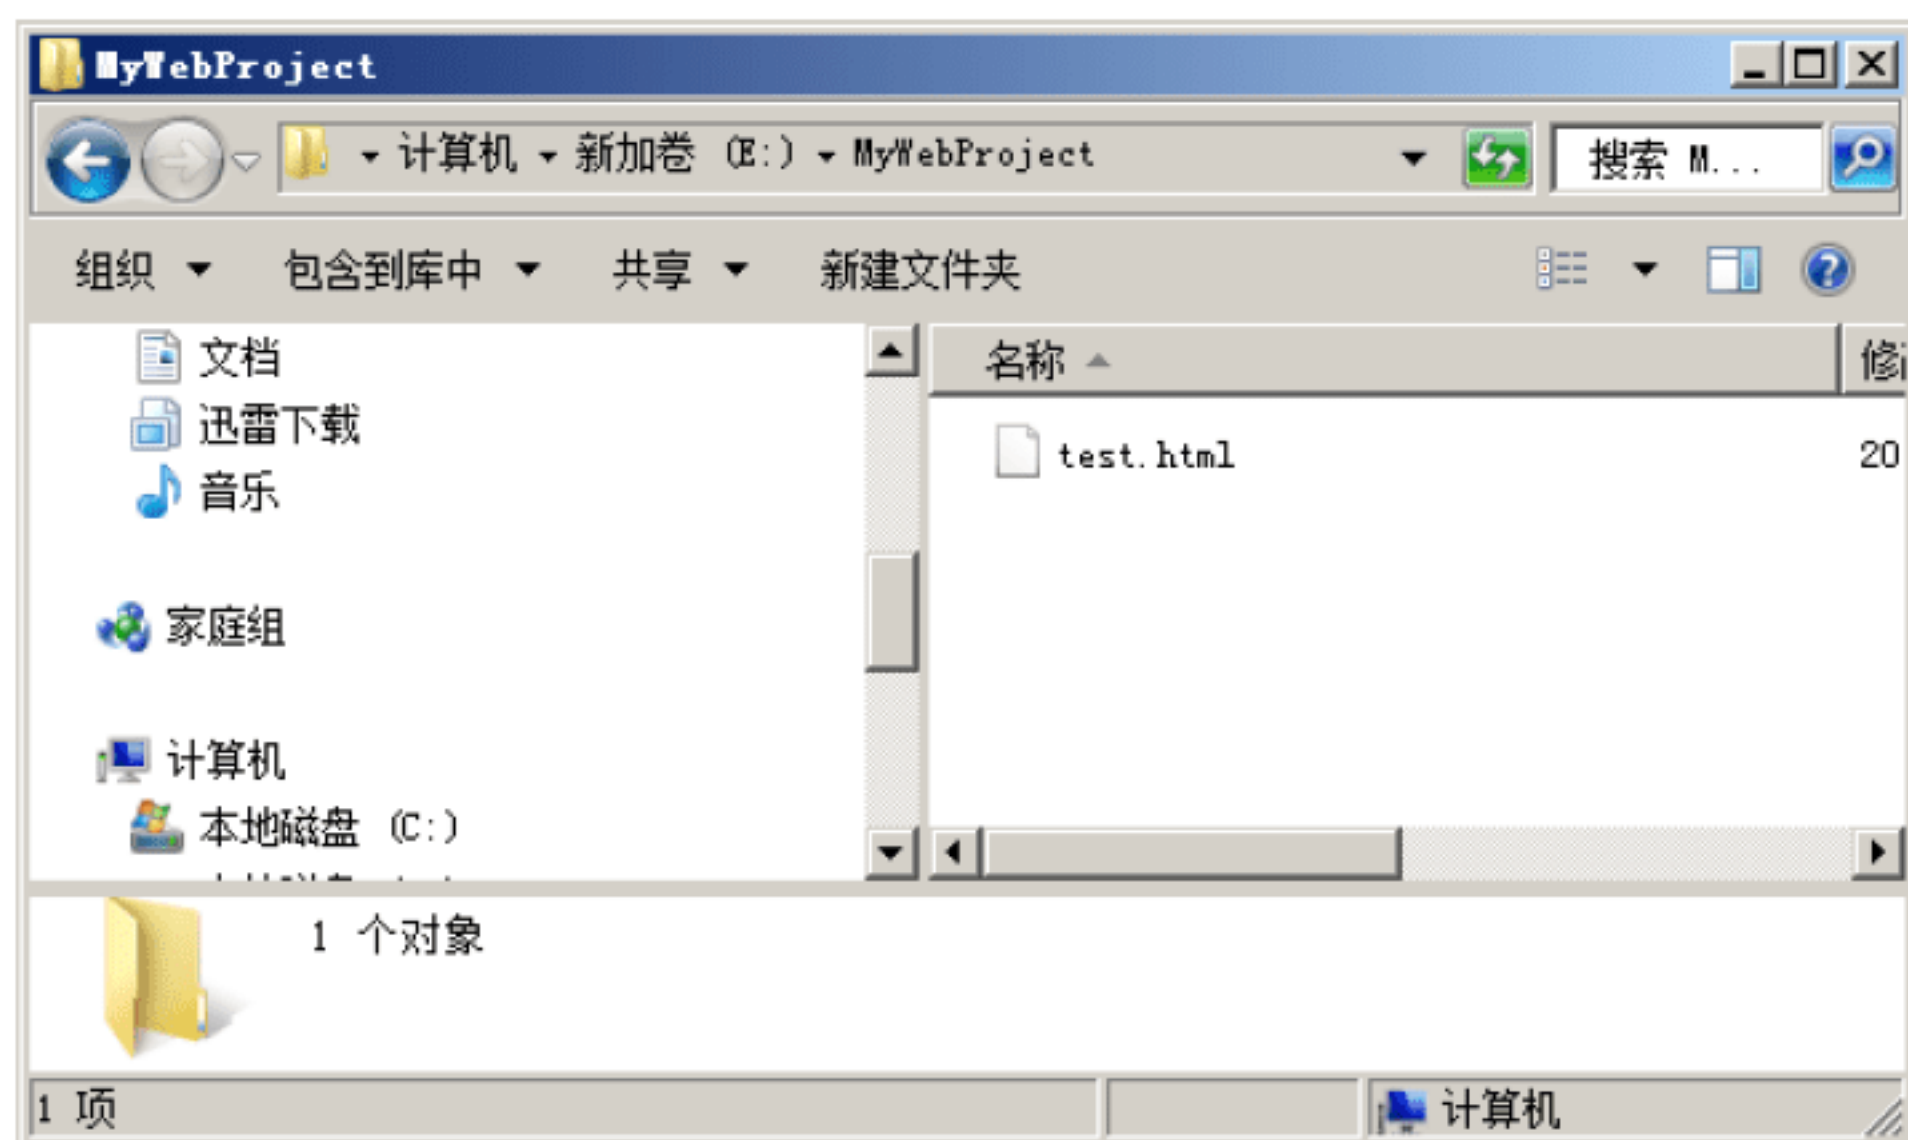 MyWebProject
计算机 新加卷 (E:) MyWebProject
搜索 M...
组织 包含到库中 共享 新建文件夹
文档
迅雷下载
音乐
家庭组
计算机
本地磁盘 (C:)
名称
test.html 20
1 个对象
1 项
计算机